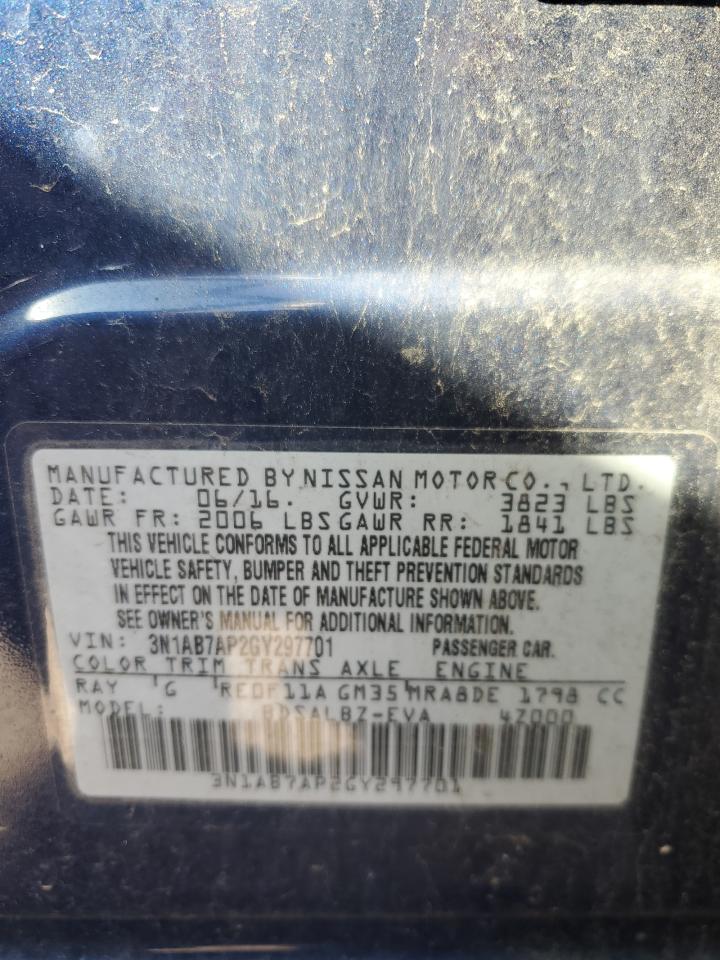 MANUFACTURED BY NISSAN MOTOR CO., LTD.
DATE: 06/16. GVWR: 3823 LBS
GAWR FR: 2006 LBS GAWR RR: 1841 LBS
THIS VEHICLE CONFORMS TO ALL APPLICABLE FEDERAL MOTOR
VEHICLE SAFETY, BUMPER AND THEFT PREVENTION STANDARDS
IN EFFECT ON THE DATE OF MANUFACTURE SHOWN ABOVE.
SEE OWNER'S MANUAL FOR ADDITIONAL INFORMATION.
VIN: 3N1AB7AP2GY297701 PASSENGER CAR.
COLOR TRIM TRANS AXLE ENGINE
RAY G RE0F11A GM35 MRA8DE 1798 CC
MODEL: BDSALBZ-EVA 4Z000
3N1AB7AP2GY297701